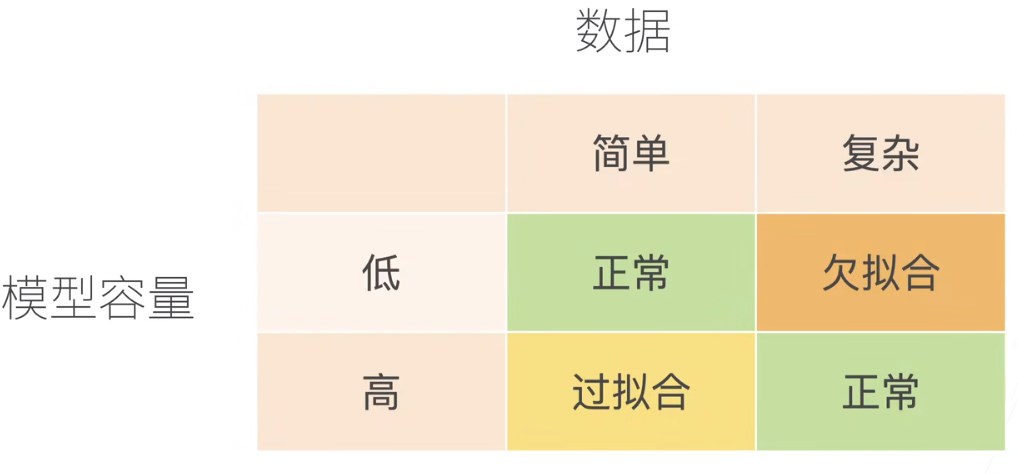 数据
简单 复杂
低 正常 欠拟合
模型容量
高 过拟合 正常